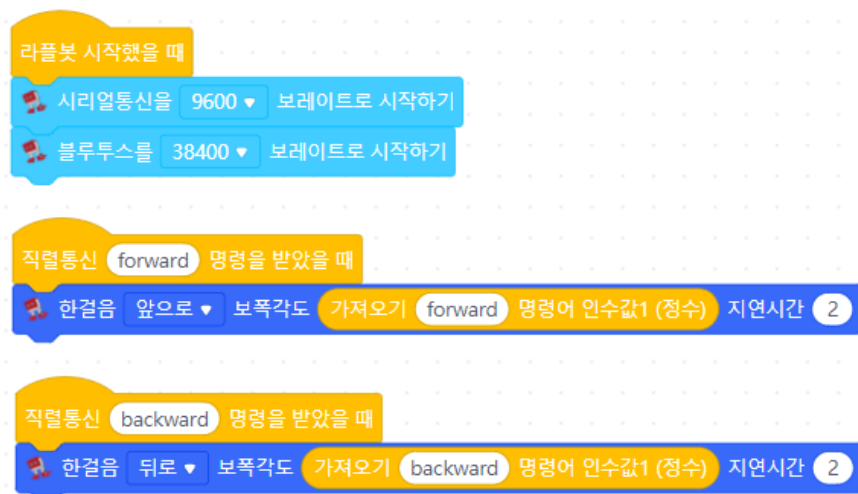 라플봇 시작했을 때
시리얼통신을 9600 보레이트로 시작하기
블루투스를 38400 보레이트로 시작하기
직렬통신 forward 명령을 받았을 때
한걸음 앞으로 보폭각도 가져오기 forward 명령어 인수값1 (정수) 지연시간 2
직렬통신 backward 명령을 받았을 때
한걸음 뒤로 보폭각도 가져오기 backward 명령어 인수값1 (정수) 지연시간 2